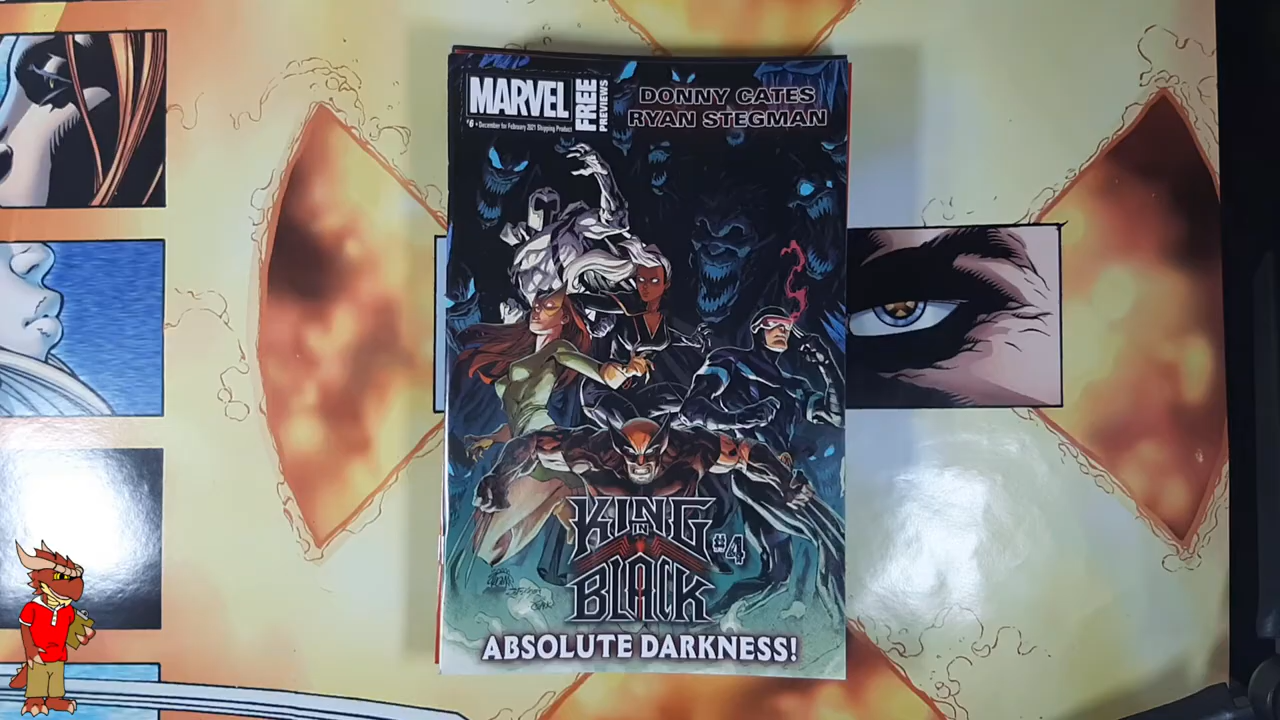 MARVEL
FREE
PREVIEWS
#6 • December for February 2021 Shipping Product
DONNY CATES
RYAN STEGMAN
KING
IN
BLACK
#4
ABSOLUTE DARKNESS!